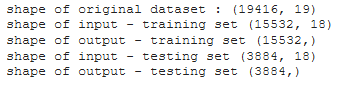 shape of original dataset : (19416, 19)
shape of input - training set (15532, 18)
shape of output - training set (15532,)
shape of input - testing set (3884, 18)
shape of output - testing set (3884,)